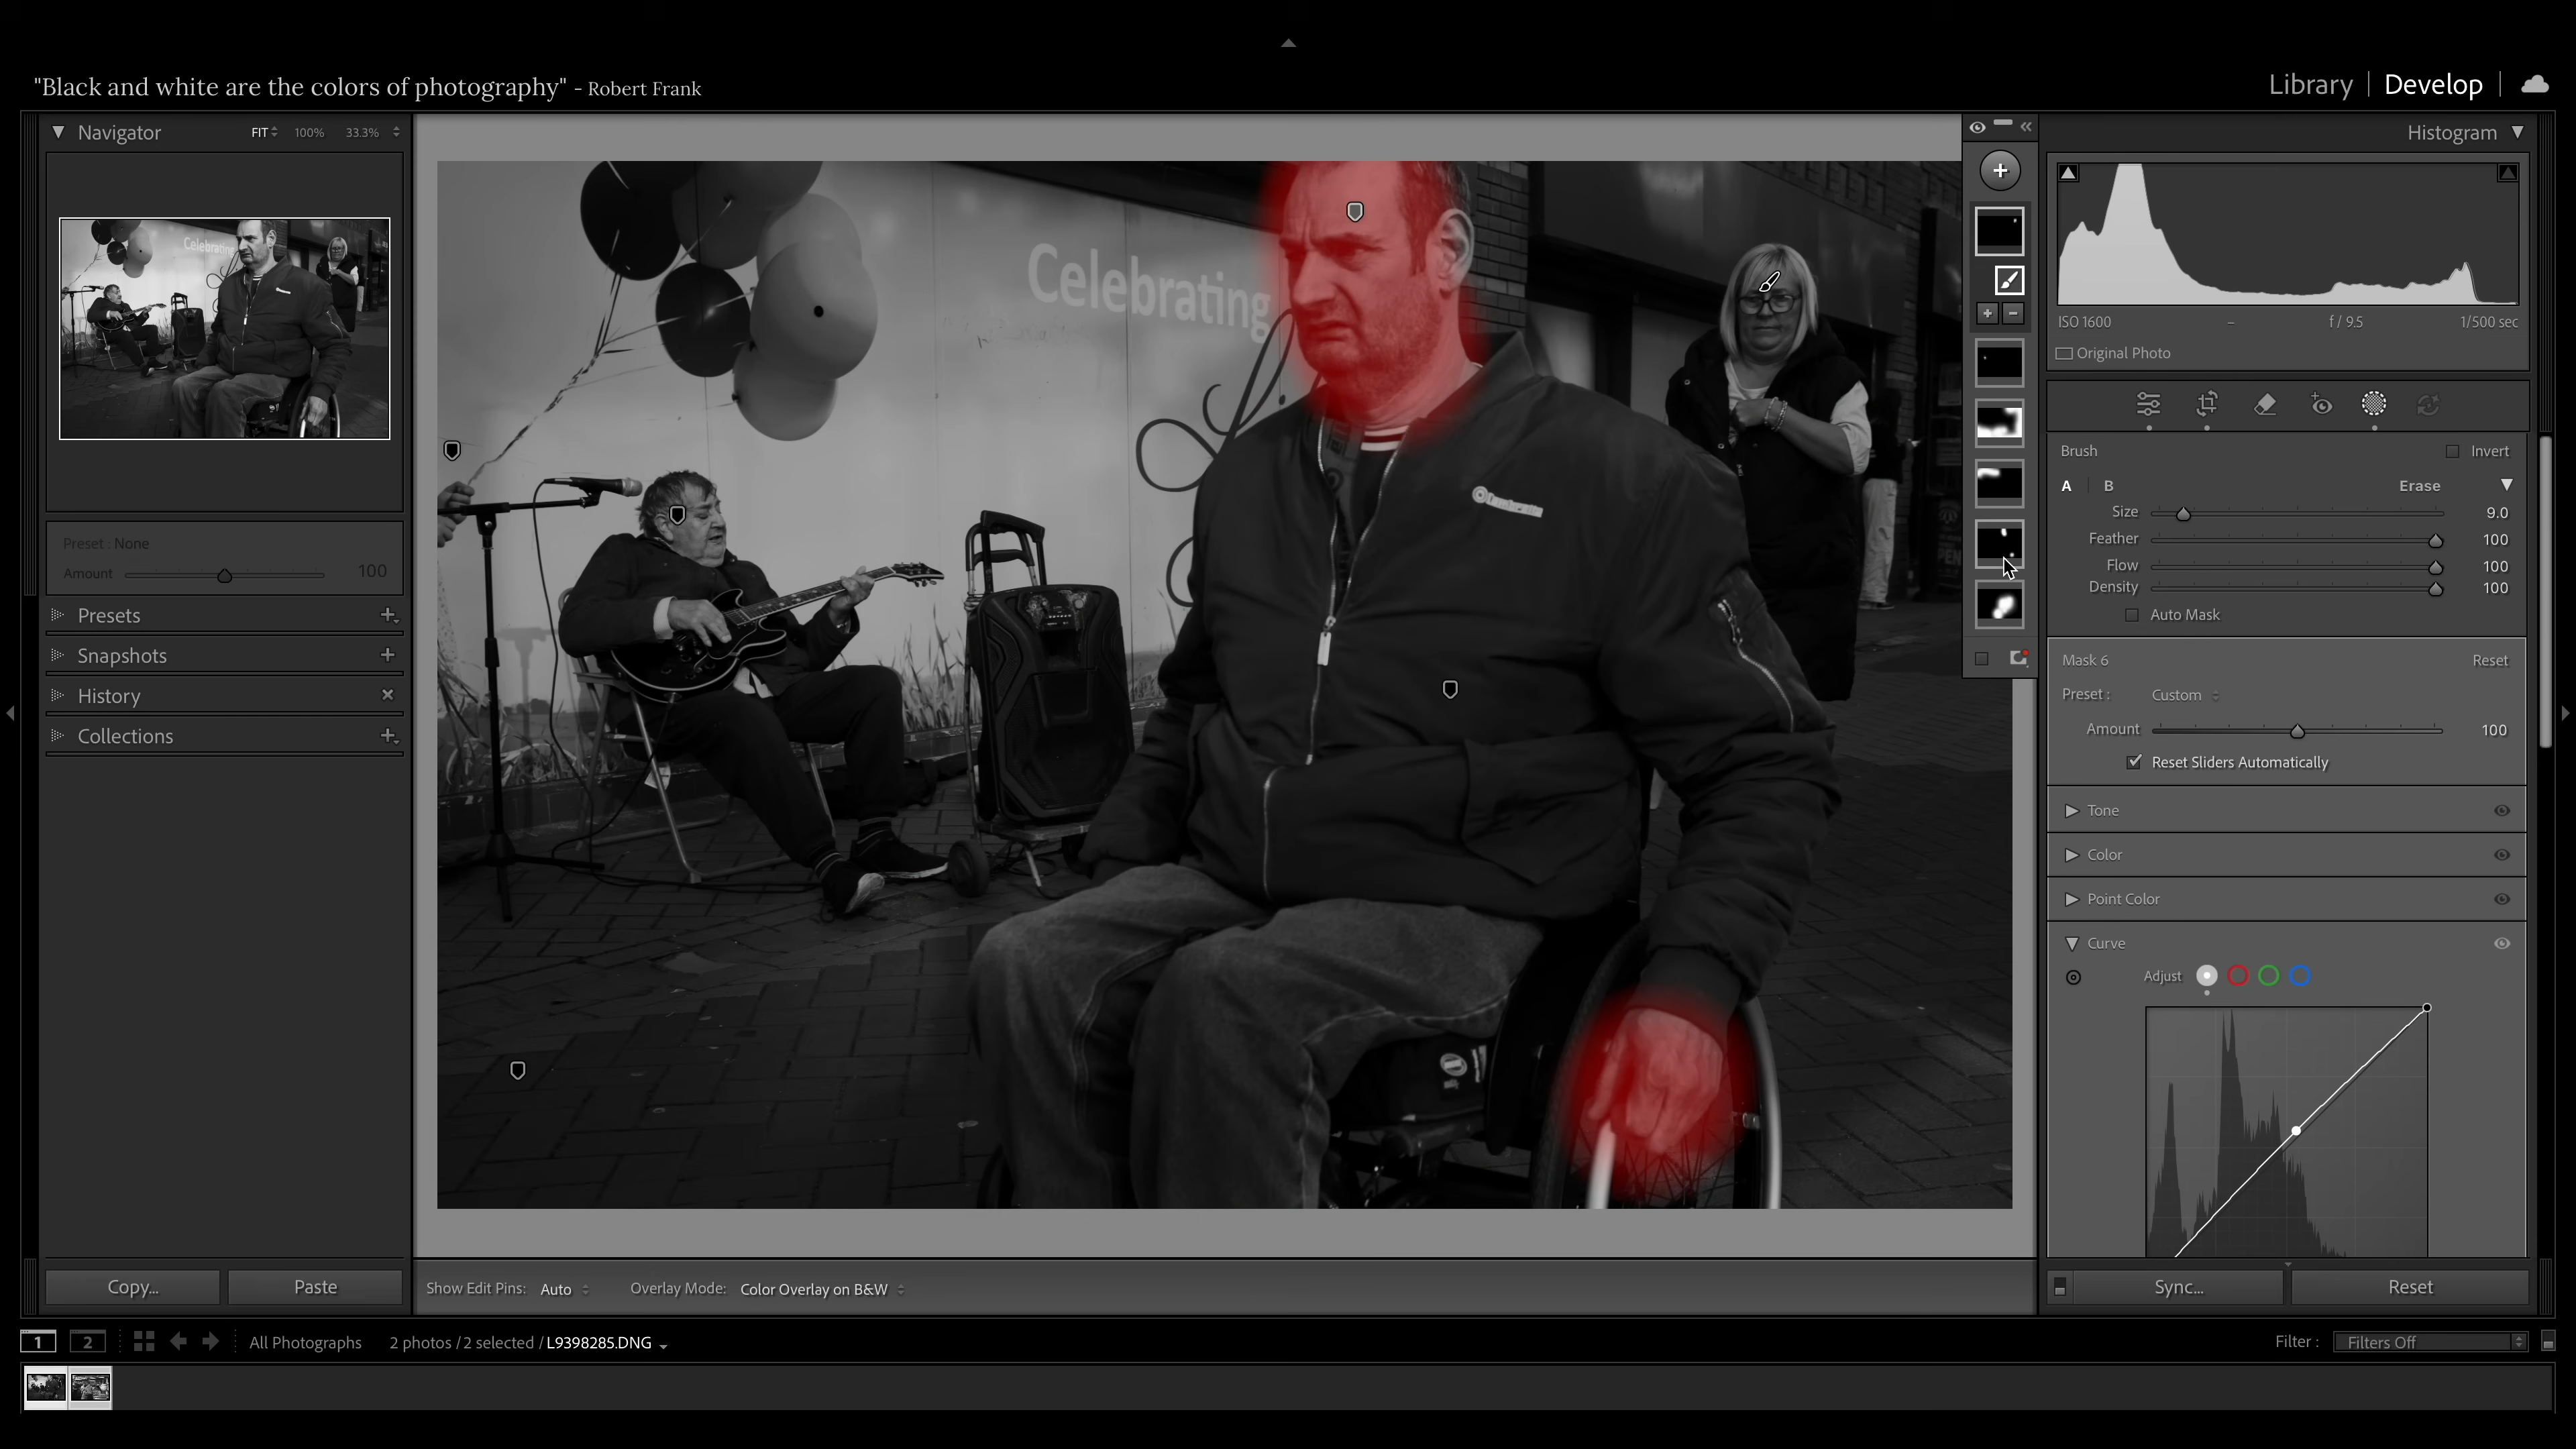 "Black and white are the colors of photography" - Robert Frank
Library | Develop |
Navigator FIT 100% 33.3%
Histogram
Celebrating
ISO 1600 – f / 9.5 1/500 sec
Original Photo
Brush Invert
A B Erase
Size 9.0
Feather 100
Flow 100
Density 100
Auto Mask
Preset : None
Amount 100
Presets
Snapshots
History
Collections
Mask 6 Reset
Preset : Custom
Amount 100
Reset Sliders Automatically
Tone
Color
Point Color
Curve
Adjust
Copy... Paste
Show Edit Pins: Auto Overlay Mode: Color Overlay on B&W
Sync... Reset
1 2 All Photographs 2 photos / 2 selected / L9398285.DNG
Filter : Filters Off